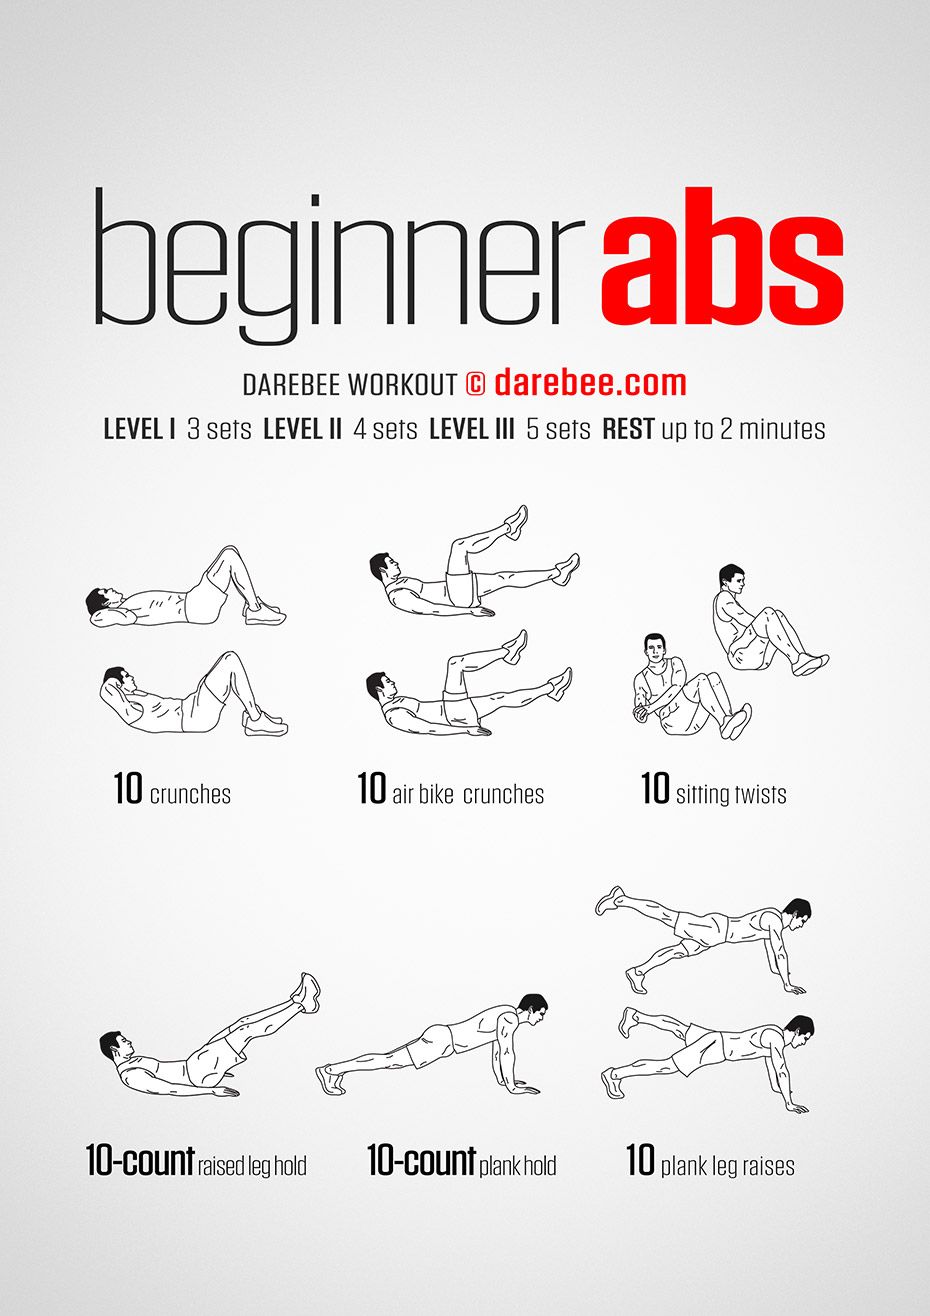 beginner abs
DAREBEE WORKOUT © darebee.com
LEVEL I 3 sets LEVEL II 4 sets LEVEL III 5 sets REST up to 2 minutes
10 crunches
10 air bike crunches
10 sitting twists
10-count raised leg hold
10-count plank hold
10 plank leg raises